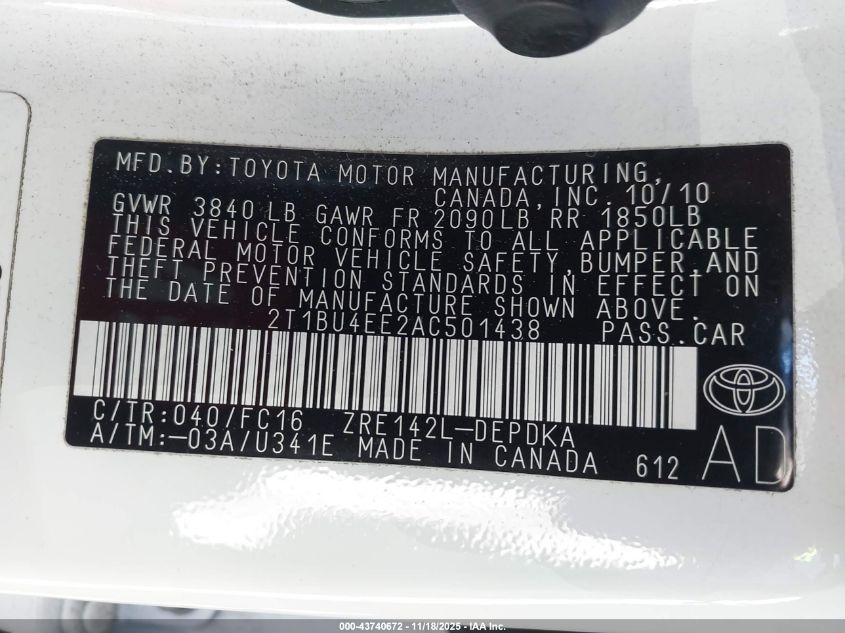 MFD.BY:TOYOTA MOTOR MANUFACTURING,
CANADA,INC. 10/10
GVWR 3840 LB GAWR FR 2090LB RR 1850LB
THIS VEHICLE CONFORMS TO ALL APPLICABLE
FEDERAL MOTOR VEHICLE SAFETY,BUMPER,AND
THEFT PREVENTION STANDARDS IN EFFECT ON
THE DATE OF MANUFACTURE SHOWN ABOVE.
2T1BU4EE2AC501438 PASS.CAR
C/TR:040/FC16 ZRE142L-DEPDKA
A/TM:-03A/U341E MADE IN CANADA 612 AD
000-43740672 - 11/18/2025 - IAA Inc.